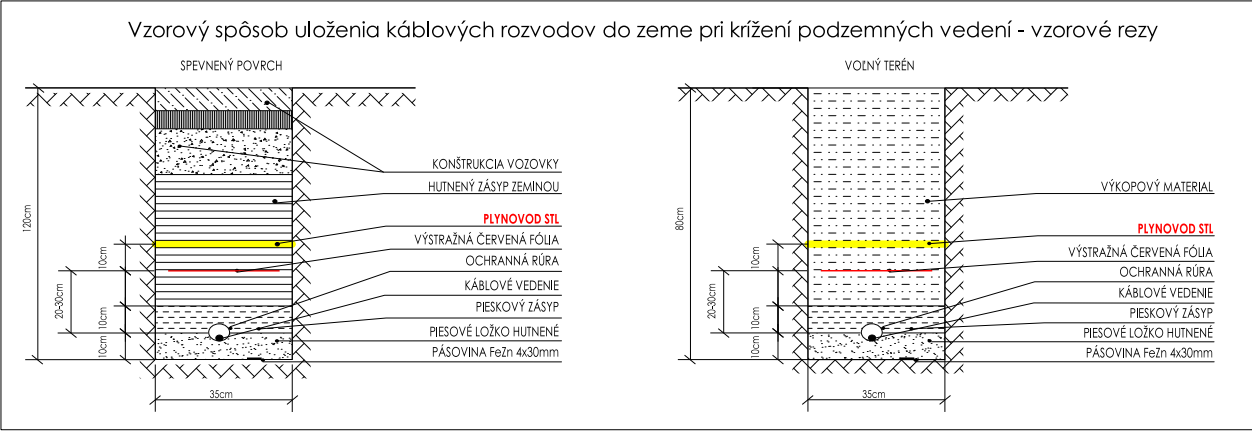 Vzorový spôsob uloženia káblových rozvodov do zeme pri krížení podzemných vedení - vzorové rezy
SPEVNENÝ POVRCH
KONŠTRUKCIA VOZOVKY
HUTNENÝ ZÁSYP ZEMINOU
PLYNOVOD STL
VÝSTRAŽNÁ ČERVENÁ FÓLIA
OCHRANNÁ RÚRA
KÁBLOVÉ VEDENIE
PIESKOVÝ ZÁSYP
PIESOVÉ LOŽKO HUTNENÉ
PÁSOVINA FeZn 4x30mm
120cm
20-30cm
10cm
10cm
10cm
35cm
VOĽNÝ TERÉN
VÝKOPOVÝ MATERIAL
PLYNOVOD STL
VÝSTRAŽNÁ ČERVENÁ FÓLIA
OCHRANNÁ RÚRA
KÁBLOVÉ VEDENIE
PIESKOVÝ ZÁSYP
PIESOVÉ LOŽKO HUTNENÉ
PÁSOVINA FeZn 4x30mm
80cm
20-30cm
10cm
10cm
10cm
35cm